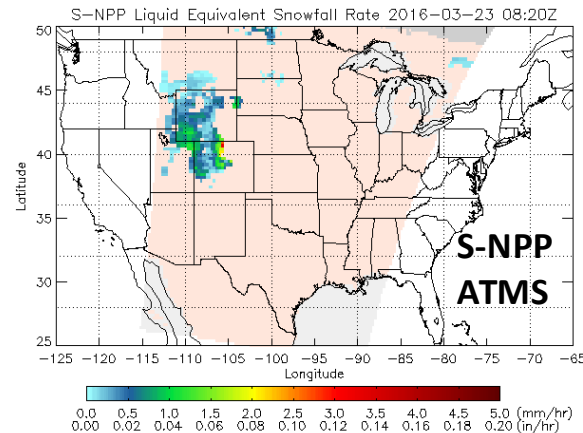 S-NPP Liquid Equivalent Snowfall Rate 2016-03-23 08:20Z
50
45
40
35
30
25
Latitude
S-NPP
ATMS
-125 -120 -115 -110 -105 -100 -95 -90 -85 -80 -75 -70 -65
Longitude
0.0 0.5 1.0 1.5 2.0 2.5 3.0 3.5 4.0 4.5 5.0 (mm/hr)
0.00 0.02 0.04 0.06 0.08 0.10 0.12 0.14 0.16 0.18 0.20 (in/hr)